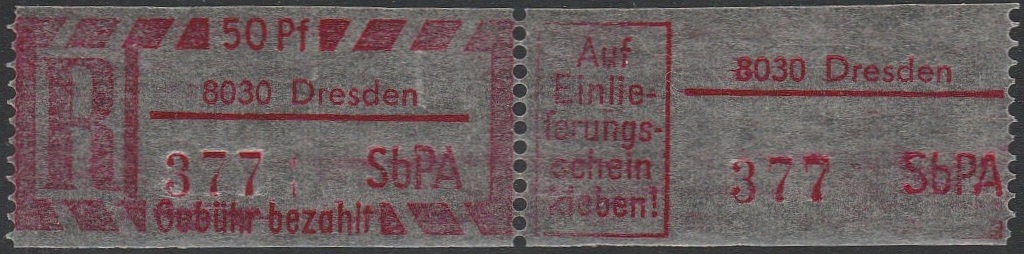 50 Pf
R
8030 Dresden
377 SbPA
Gebühr bezahlt
Auf
Einlie-
ferungs-
schein
kleben!
8030 Dresden
377 SbPA